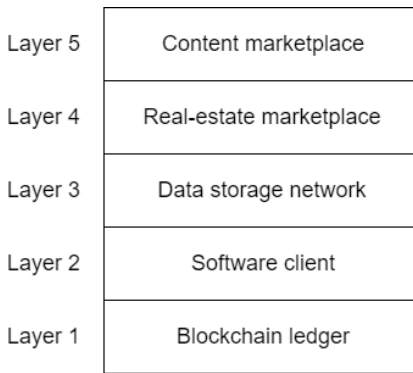 Layer 5 Content marketplace
Layer 4 Real-estate marketplace
Layer 3 Data storage network
Layer 2 Software client
Layer 1 Blockchain ledger